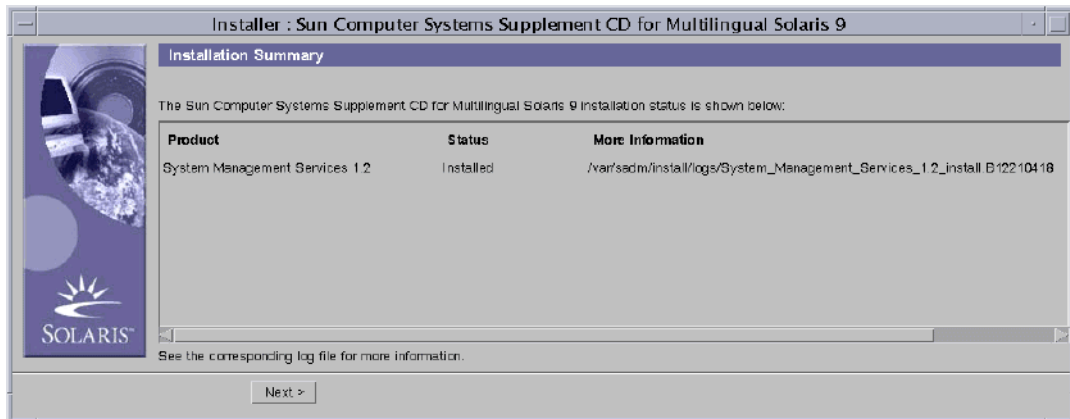 Installer : Sun Computer Systems Supplement CD for Multilingual Solaris 9
Installation Summary
The Sun Computer Systems Supplement CD for Multilingual Solaris 9 installation status is shown below:
Product Status More Information
System Management Services 1.2 Installed /var/sadm/install/logs/System_Management_Services_1.2_install.B12210418
SOLARIS™
See the corresponding log file for more information.
Next >